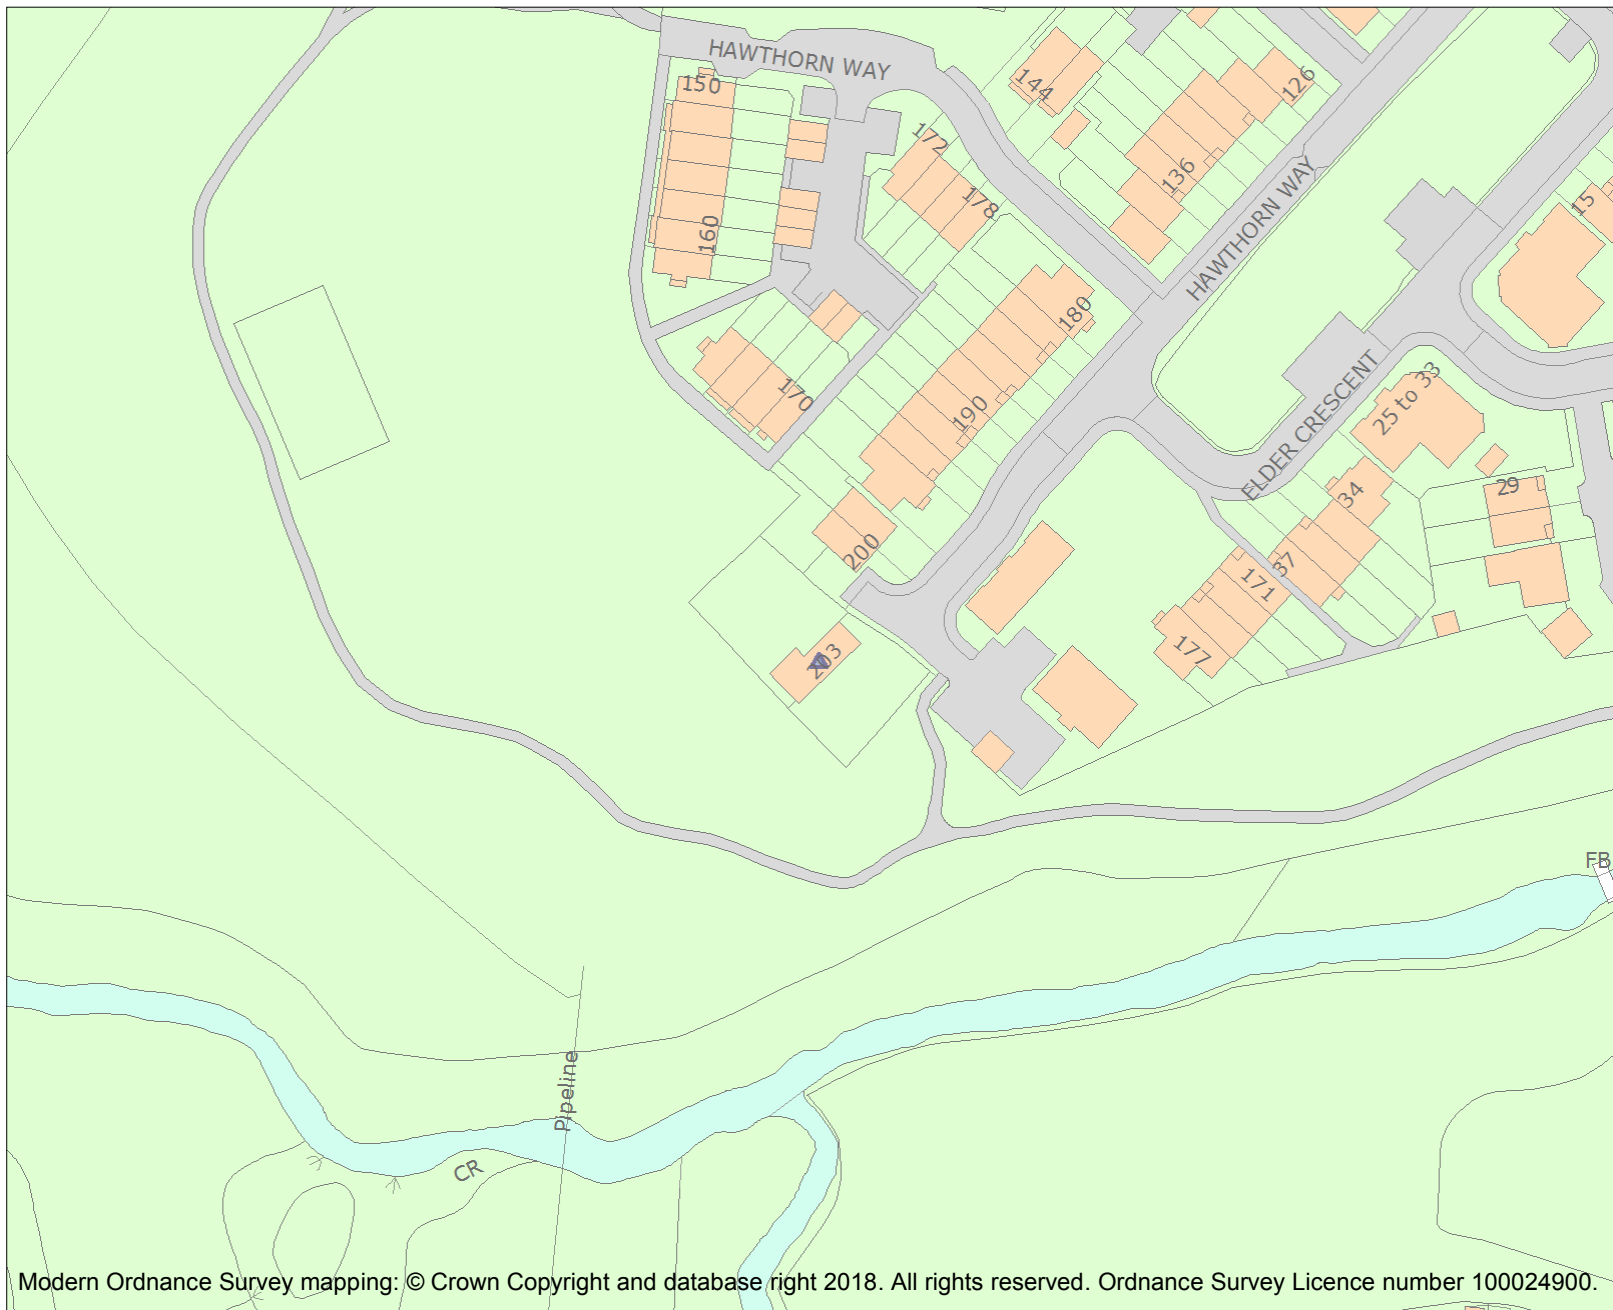 HAWTHORN WAY
150
144
126
172
136
178
160
15
HAWTHORN WAY
180
170
190
25 to 33
ELDER CRESCENT
34
29
200
37
171
177
203
FB
Pipeline
CR
Modern Ordnance Survey mapping: © Crown Copyright and database right 2018. All rights reserved. Ordnance Survey Licence number 100024900.